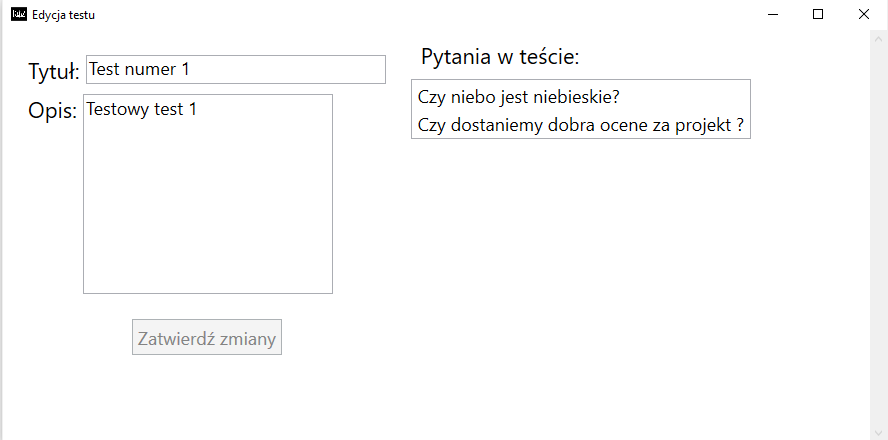 Edycja testu
Tytuł: Test numer 1
Opis: Testowy test 1
Zatwierdź zmiany
Pytania w teście:
Czy niebo jest niebieskie?
Czy dostaniemy dobra ocene za projekt ?